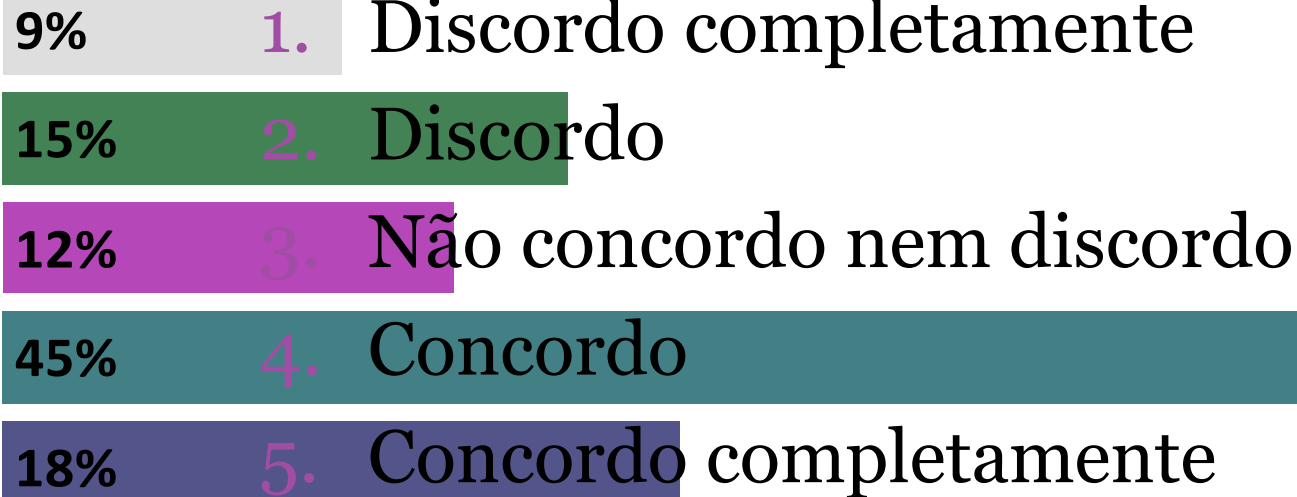 9% 1. Discordo completamente
15% 2. Discordo
12% 3. Não concordo nem discordo
45% 4. Concordo
18% 5. Concordo completamente